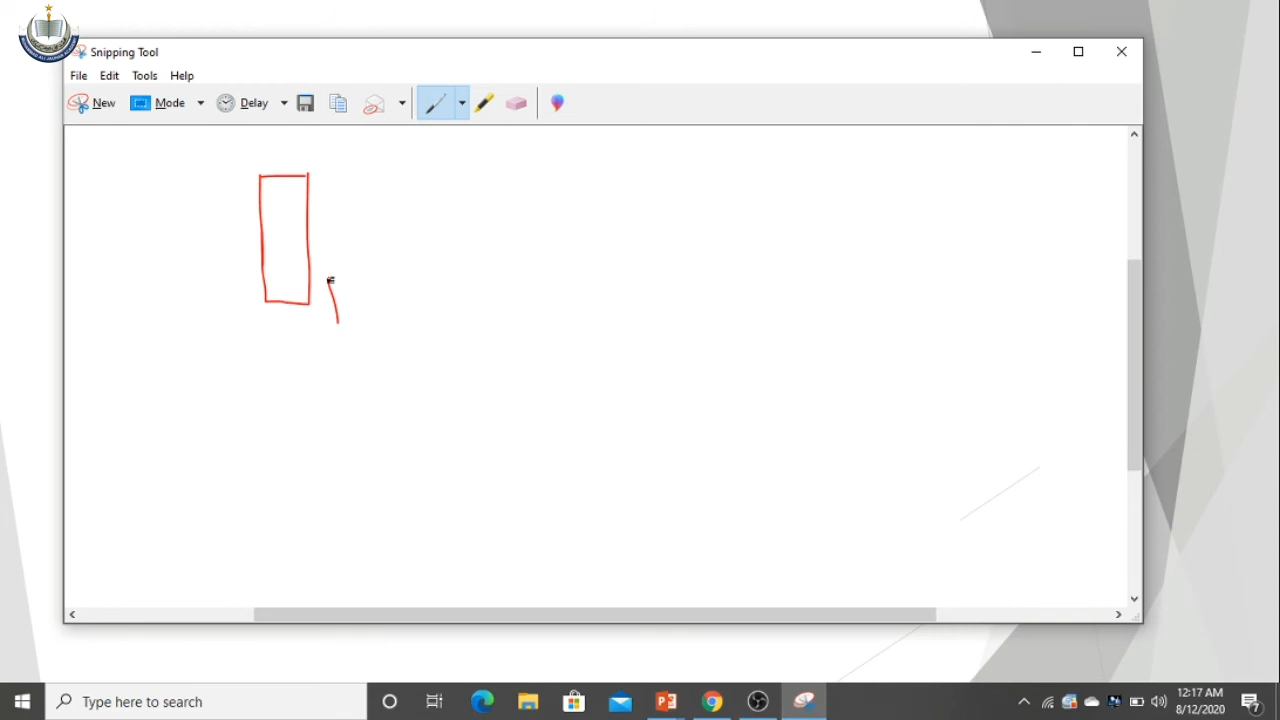 Snipping Tool
File Edit Tools Help
New Mode Delay
Type here to search
12:17 AM
8/12/2020
7